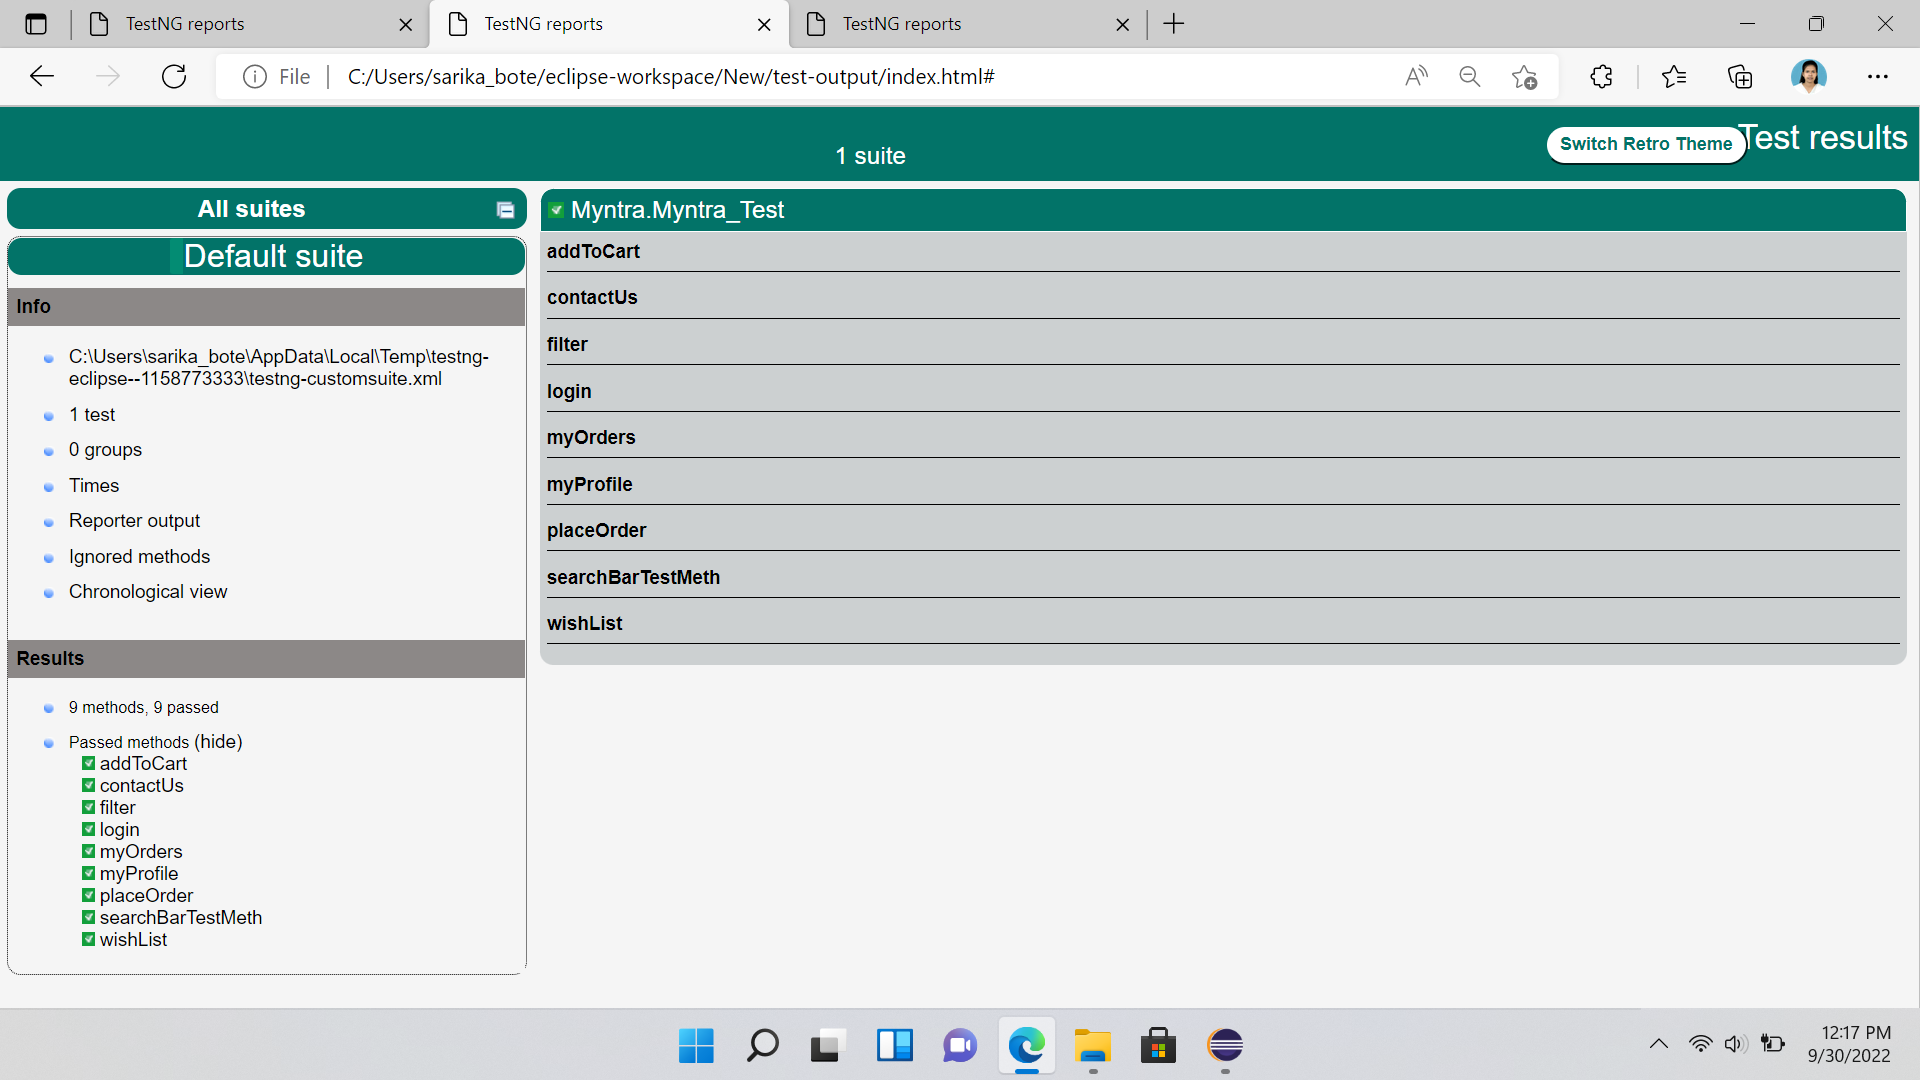 TestNG reports
TestNG reports
TestNG reports
File
C:/Users/sarika_bote/eclipse-workspace/New/test-output/index.html#
1 suite
Switch Retro Theme
Test results
All suites
Default suite
Info
C:\Users\sarika_bote\AppData\Local\Temp\testng-
eclipse--1158773333\testng-customsuite.xml
1 test
0 groups
Times
Reporter output
Ignored methods
Chronological view
Results
9 methods, 9 passed
Passed methods (hide)
addToCart
contactUs
filter
login
myOrders
myProfile
placeOrder
searchBarTestMeth
wishList
Myntra.Myntra_Test
addToCart
contactUs
filter
login
myOrders
myProfile
placeOrder
searchBarTestMeth
wishList
12:17 PM
9/30/2022